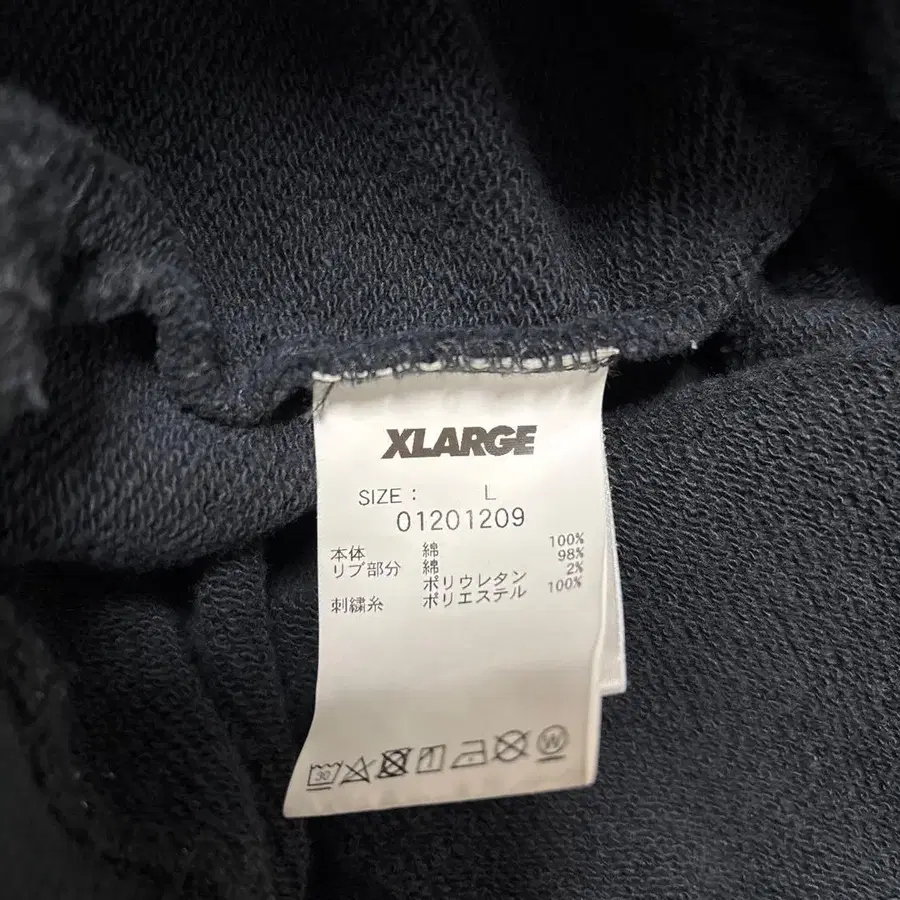 XLARGE
SIZE : L
01201209
本体 綿 100%
リブ部分 綿 98%
ポリウレタン 2%
刺繍糸 ポリエステル 100%
30 W